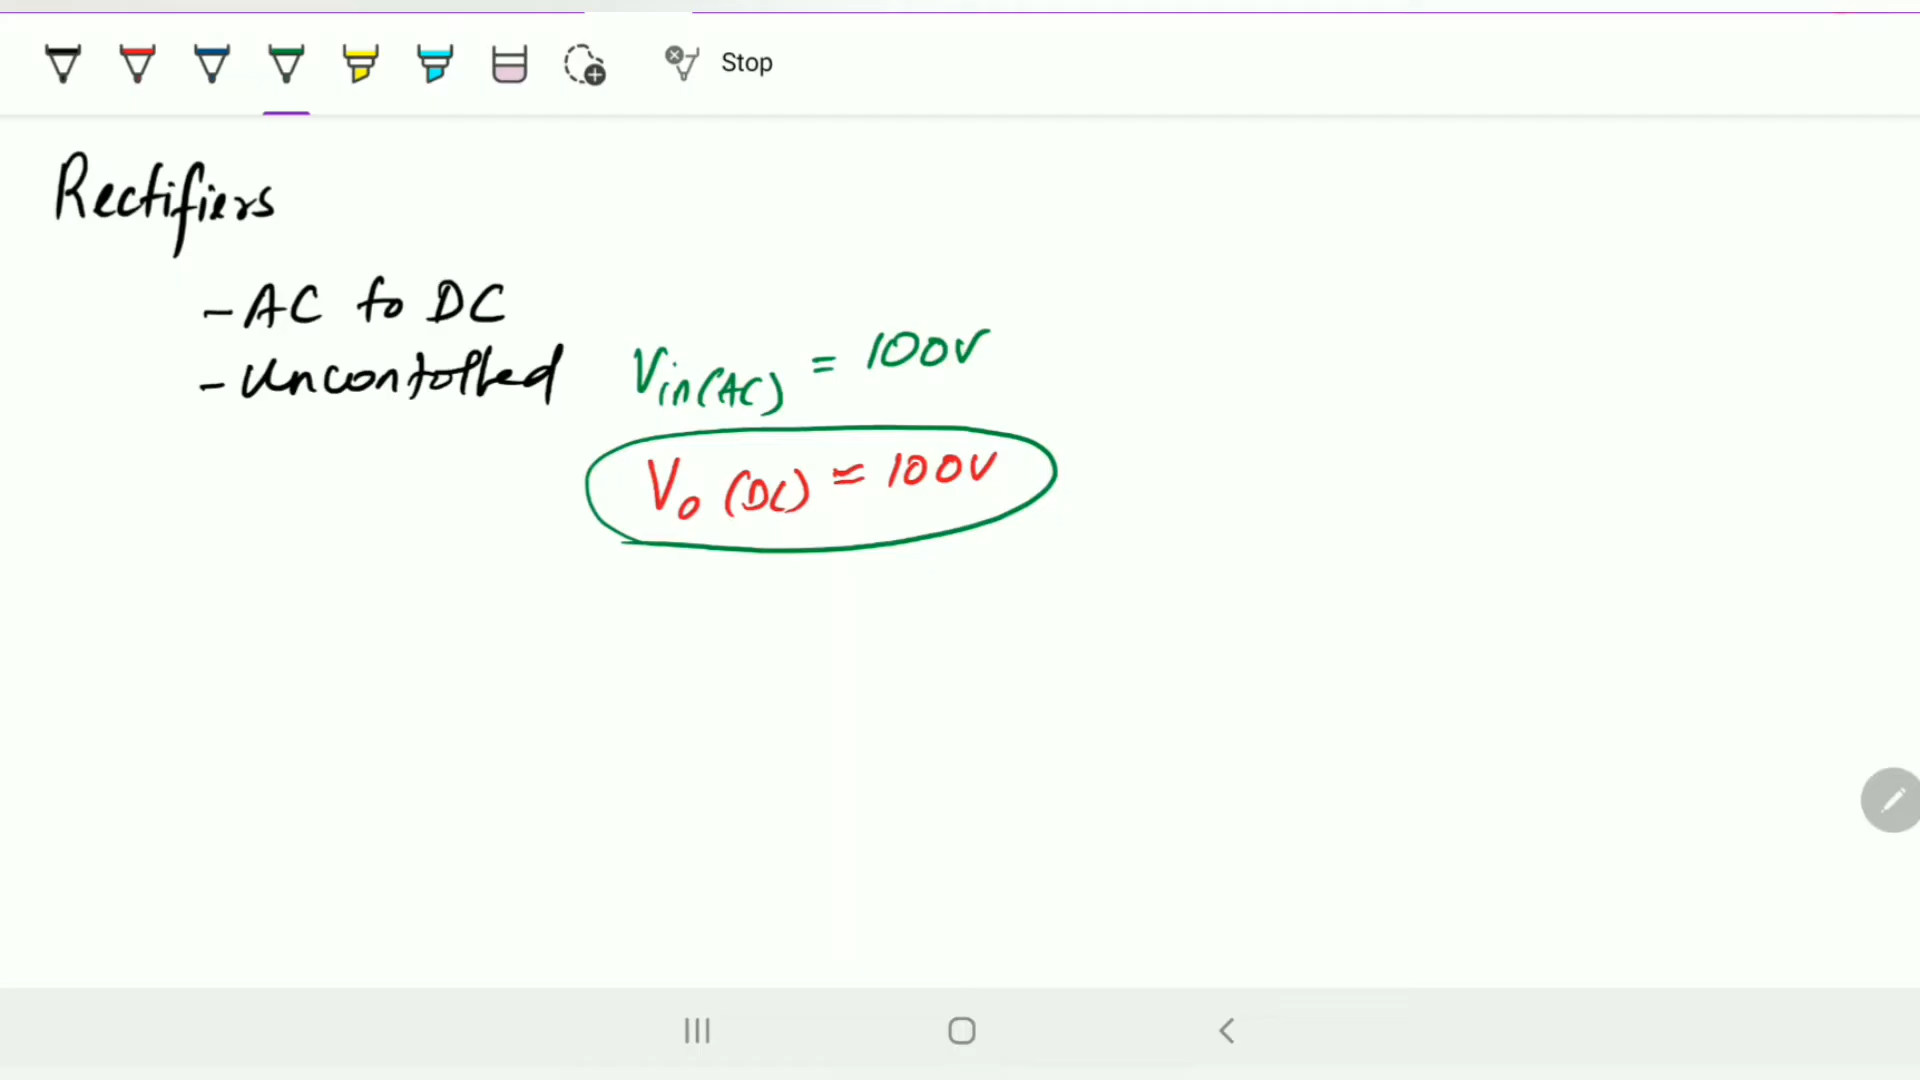 Stop
Rectifiers
- AC to DC
- Uncontolled
Vin(AC) = 100V
Vo (DC) ≈ 100V